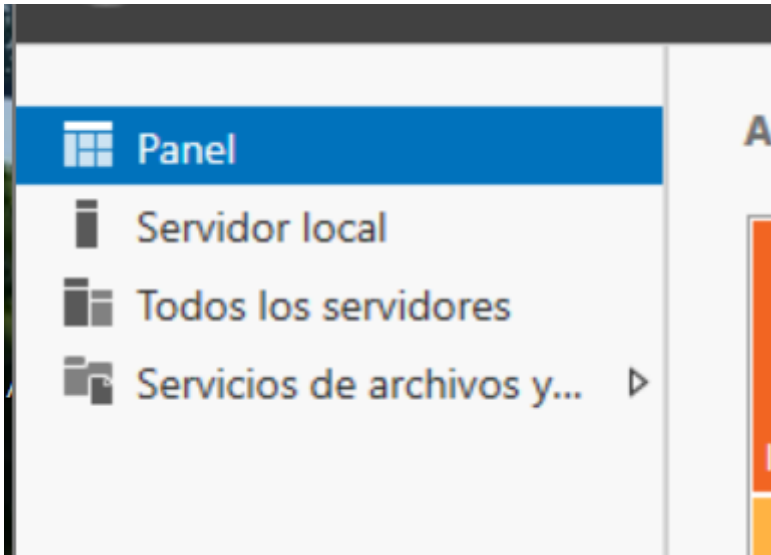 Panel
Servidor local
Todos los servidores
Servicios de archivos y...